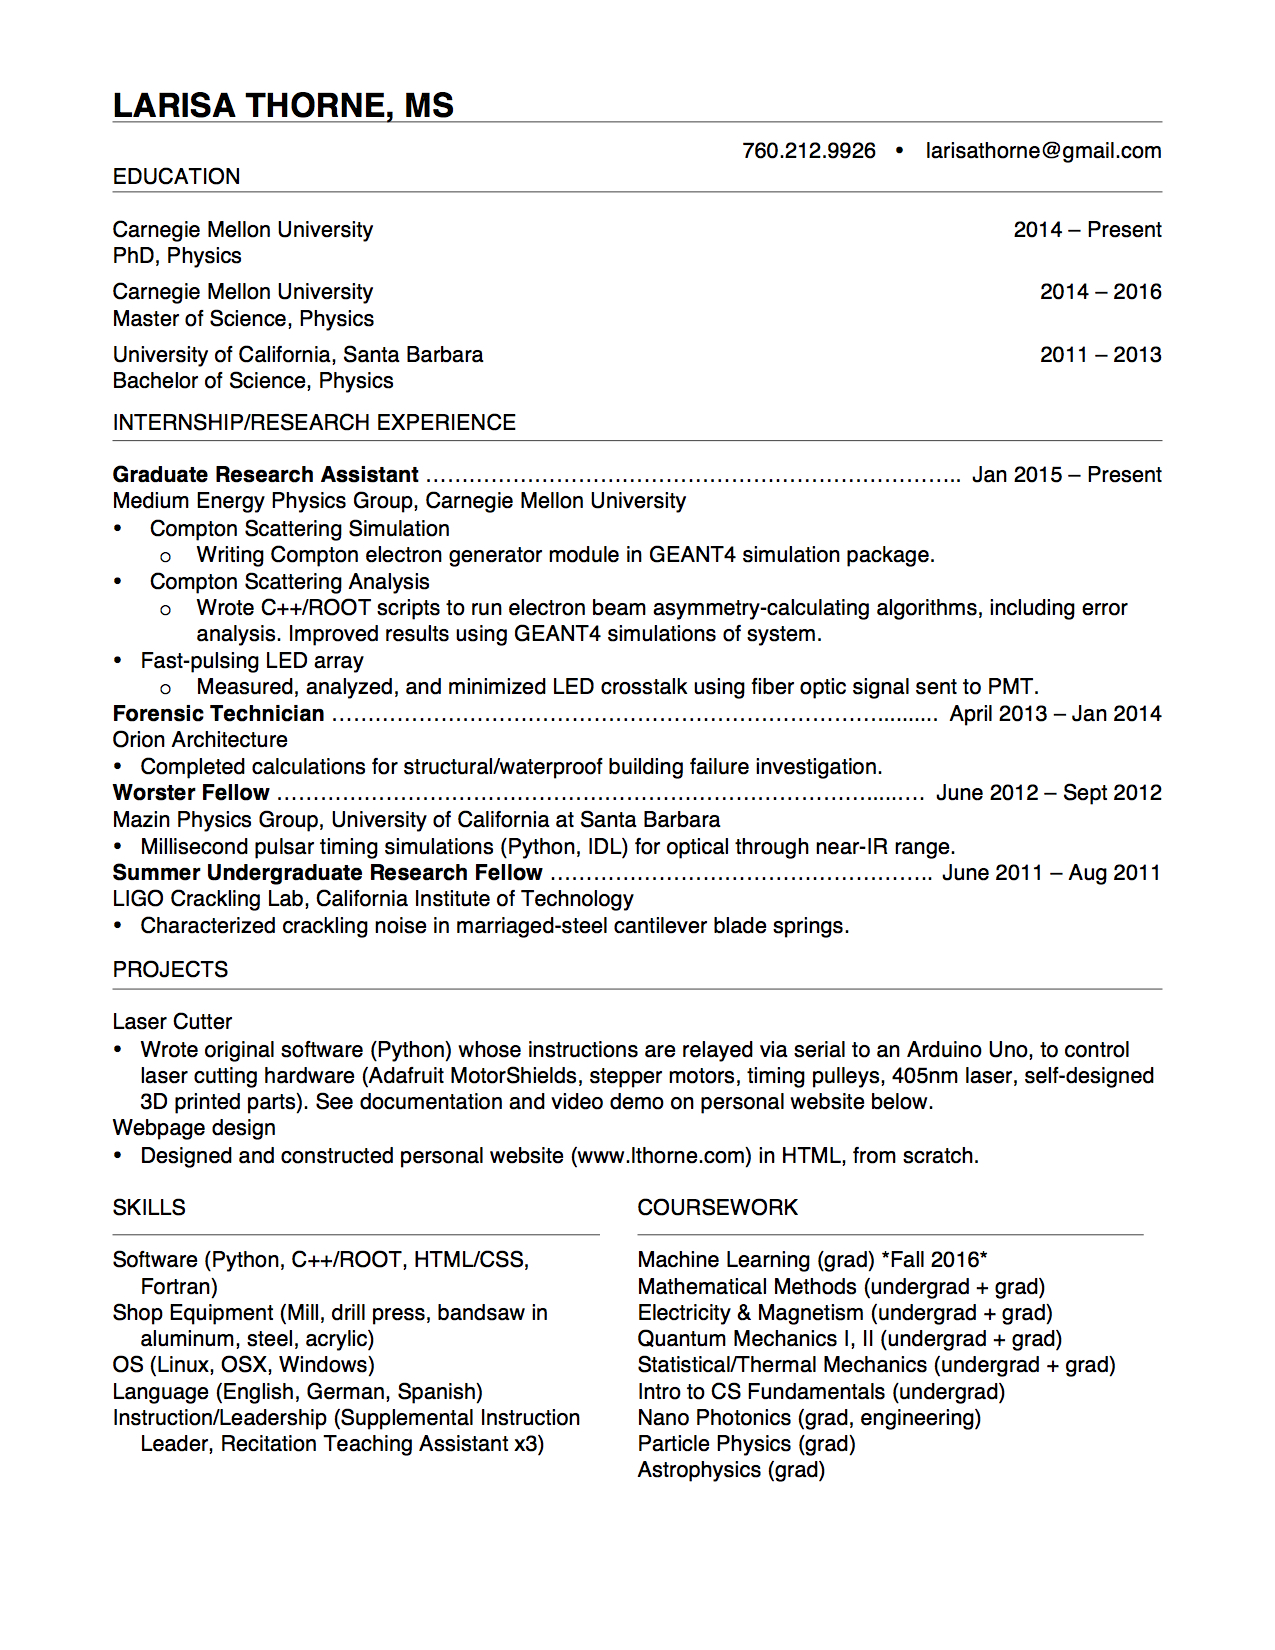 LARISA THORNE, MS
760.212.9926 • larisathorne@gmail.com
EDUCATION
Carnegie Mellon University 2014 – Present
PhD, Physics
Carnegie Mellon University 2014 – 2016
Master of Science, Physics
University of California, Santa Barbara 2011 – 2013
Bachelor of Science, Physics
INTERNSHIP/RESEARCH EXPERIENCE
Graduate Research Assistant ……………………………………………………………….. Jan 2015 – Present
Medium Energy Physics Group, Carnegie Mellon University
• Compton Scattering Simulation
o Writing Compton electron generator module in GEANT4 simulation package.
• Compton Scattering Analysis
o Wrote C++/ROOT scripts to run electron beam asymmetry-calculating algorithms, including error
analysis. Improved results using GEANT4 simulations of system.
• Fast-pulsing LED array
o Measured, analyzed, and minimized LED crosstalk using fiber optic signal sent to PMT.
Forensic Technician …………………………………………………………………......... April 2013 – Jan 2014
Orion Architecture
• Completed calculations for structural/waterproof building failure investigation.
Worster Fellow ……………………………………………………………………….....…. June 2012 – Sept 2012
Mazin Physics Group, University of California at Santa Barbara
• Millisecond pulsar timing simulations (Python, IDL) for optical through near-IR range.
Summer Undergraduate Research Fellow …………………………………………….. June 2011 – Aug 2011
LIGO Crackling Lab, California Institute of Technology
• Characterized crackling noise in marriaged-steel cantilever blade springs.
PROJECTS
Laser Cutter
• Wrote original software (Python) whose instructions are relayed via serial to an Arduino Uno, to control
laser cutting hardware (Adafruit MotorShields, stepper motors, timing pulleys, 405nm laser, self-designed
3D printed parts). See documentation and video demo on personal website below.
Webpage design
• Designed and constructed personal website (www.lthorne.com) in HTML, from scratch.
SKILLS
Software (Python, C++/ROOT, HTML/CSS,
Fortran)
Shop Equipment (Mill, drill press, bandsaw in
aluminum, steel, acrylic)
OS (Linux, OSX, Windows)
Language (English, German, Spanish)
Instruction/Leadership (Supplemental Instruction
Leader, Recitation Teaching Assistant x3)
COURSEWORK
Machine Learning (grad) *Fall 2016*
Mathematical Methods (undergrad + grad)
Electricity & Magnetism (undergrad + grad)
Quantum Mechanics I, II (undergrad + grad)
Statistical/Thermal Mechanics (undergrad + grad)
Intro to CS Fundamentals (undergrad)
Nano Photonics (grad, engineering)
Particle Physics (grad)
Astrophysics (grad)